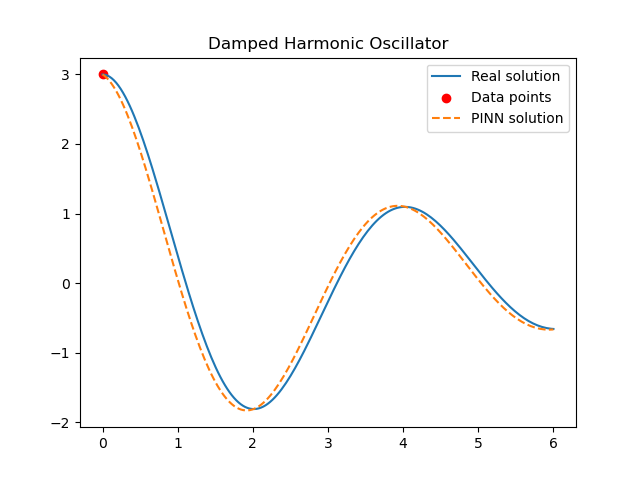 Damped Harmonic Oscillator
Real solution
Data points
PINN solution
3
2
1
0
−1
−2
0 1 2 3 4 5 6